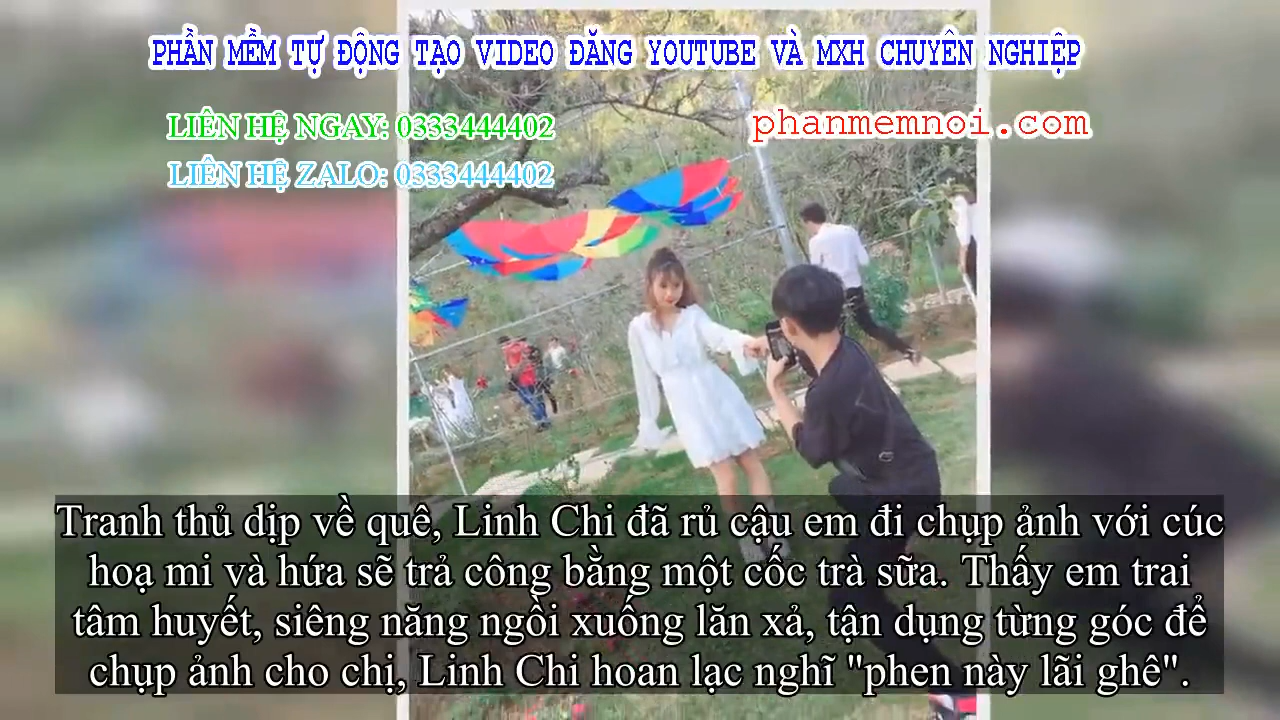 PHẦN MỀM TỰ ĐỘNG TẠO VIDEO ĐĂNG YOUTUBE VÀ MXH CHUYÊN NGHIỆP
LIÊN HỆ NGAY: 0333444402
phanmemnoi.com
LIÊN HỆ ZALO: 0333444402
Tranh thủ dịp về quê, Linh Chi đã rủ cậu em đi chụp ảnh với cúc
hoạ mi và hứa sẽ trả công bằng một cốc trà sữa. Thấy em trai
tâm huyết, siêng năng ngồi xuống lăn xả, tận dụng từng góc để
chụp ảnh cho chị, Linh Chi hoan lạc nghĩ "phen này lãi ghê".